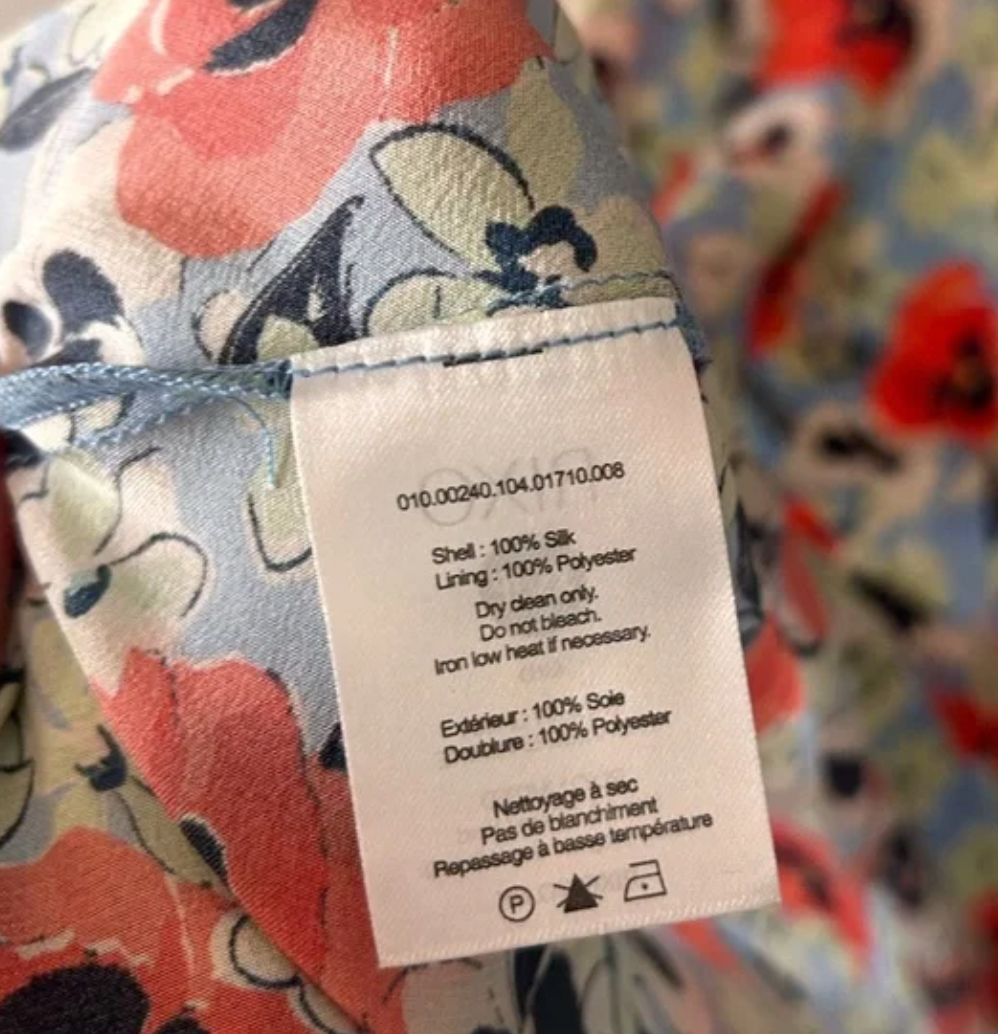 010.00240.104.01710.008
Shell : 100% Silk
Lining : 100% Polyester
Dry clean only.
Do not bleach.
Iron low heat if necessary.
Extérieur : 100% Soie
Doublure : 100% Polyester
Nettoyage à sec
Pas de blanchiment
Repassage à basse température
P